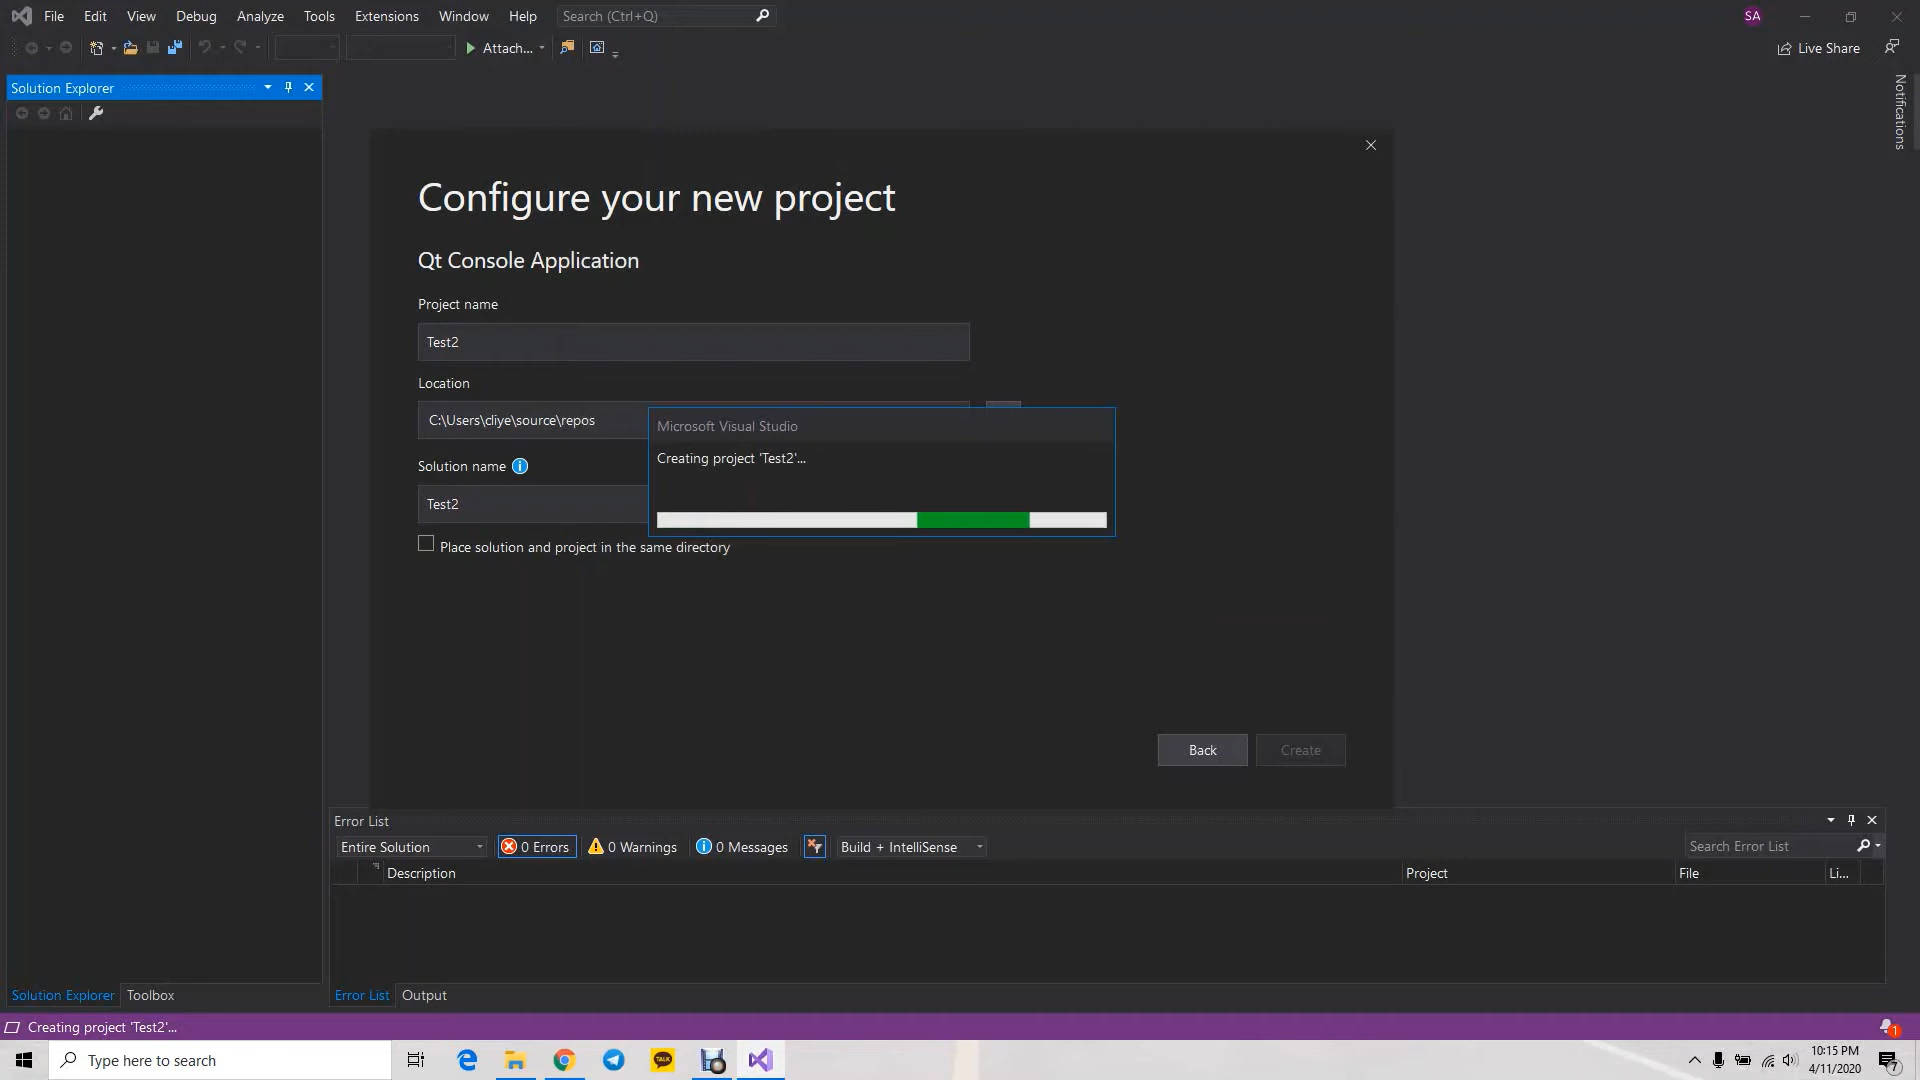 File Edit View Debug Analyze Tools Extensions Window Help Search (Ctrl+Q) SA
Attach... Live Share
Solution Explorer
Notifications
Configure your new project
Qt Console Application
Project name
Test2
Location
C:\Users\cliye\source\repos
Microsoft Visual Studio
Creating project 'Test2'...
Solution name
Test2
Place solution and project in the same directory
Back Create
Error List
Entire Solution 0 Errors 0 Warnings 0 Messages Build + IntelliSense Search Error List
Description Project File Li...
Solution Explorer Toolbox Error List Output
Creating project 'Test2'... 1
Type here to search TALK 10:15 PM
4/11/2020 7